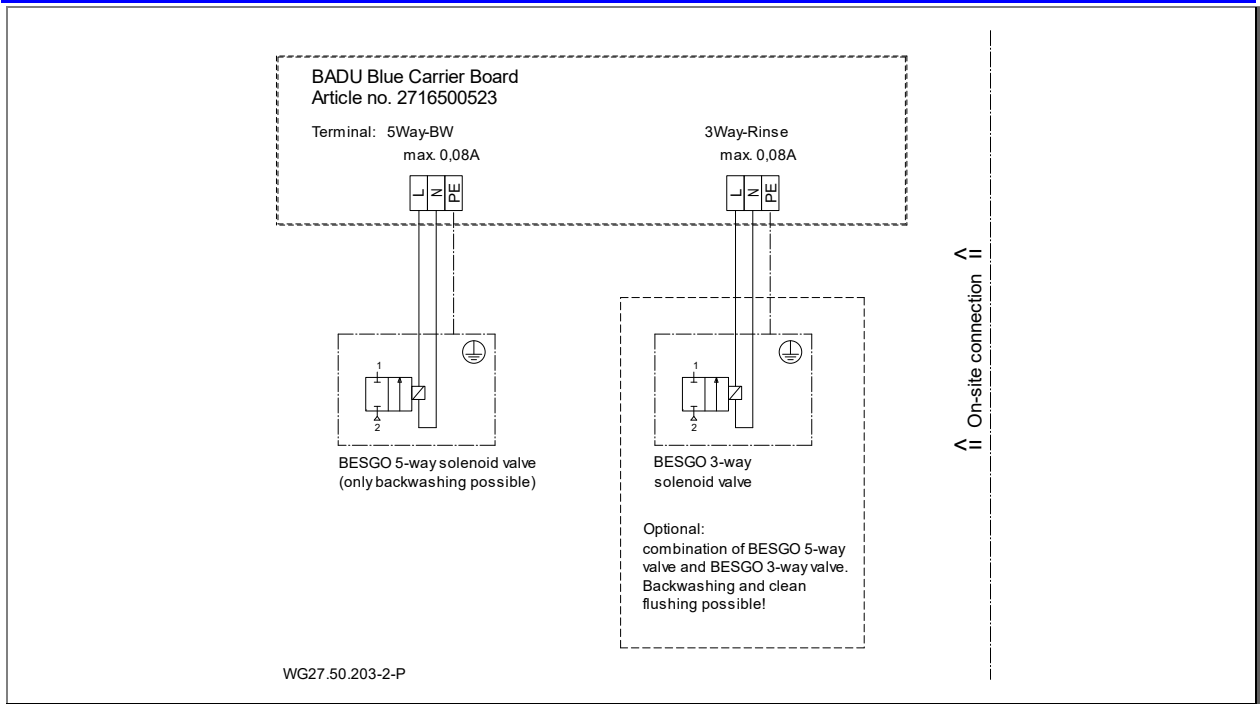 BADU Blue Carrier Board
Article no. 2716500523
Terminal: 5Way-BW
max. 0,08A
3Way-Rinse
max. 0,08A
L N PE
L N PE
1
2
BESGO 5-way solenoid valve
(only backwashing possible)
1
2
BESGO 3-way
solenoid valve
Optional:
combination of BESGO 5-way
valve and BESGO 3-way valve.
Backwashing and clean
flushing possible!
<= On-site connection <=
WG27.50.203-2-P